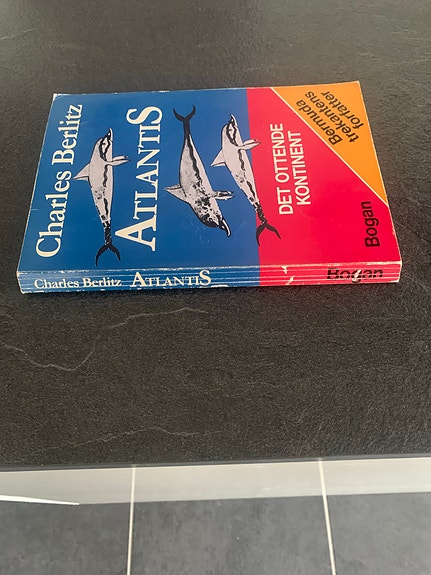 Charles Berlitz
ATLANTIS
DET OTTENDE
KONTINENT
Bermuda
trekantens
forfatter
Bogan
Charles Berlitz ATLANTIS Bogan